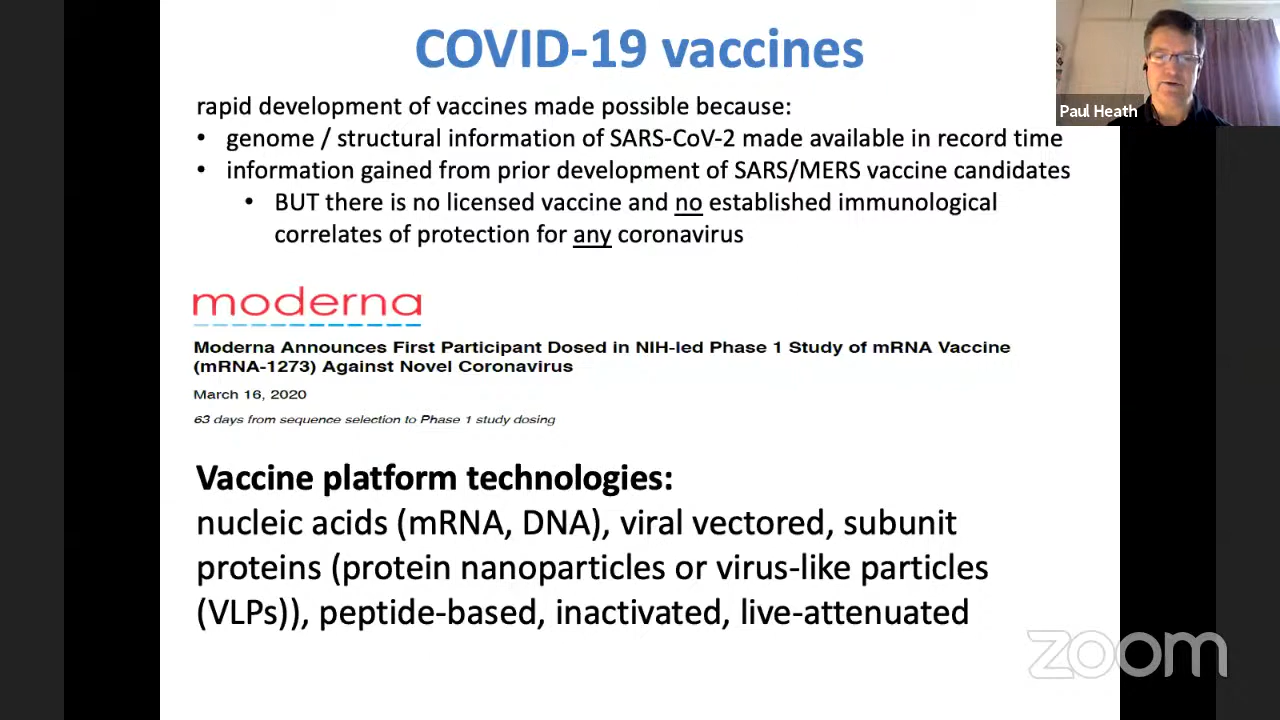 COVID-19 vaccines
rapid development of vaccines made possible because:
• genome / structural information of SARS-CoV-2 made available in record time
• information gained from prior development of SARS/MERS vaccine candidates
• BUT there is no licensed vaccine and no established immunological
correlates of protection for any coronavirus
moderna
Moderna Announces First Participant Dosed in NIH-led Phase 1 Study of mRNA Vaccine
(mRNA-1273) Against Novel Coronavirus
March 16, 2020
63 days from sequence selection to Phase 1 study dosing
Vaccine platform technologies:
nucleic acids (mRNA, DNA), viral vectored, subunit
proteins (protein nanoparticles or virus-like particles
(VLPs)), peptide-based, inactivated, live-attenuated
Paul Heath
zoom